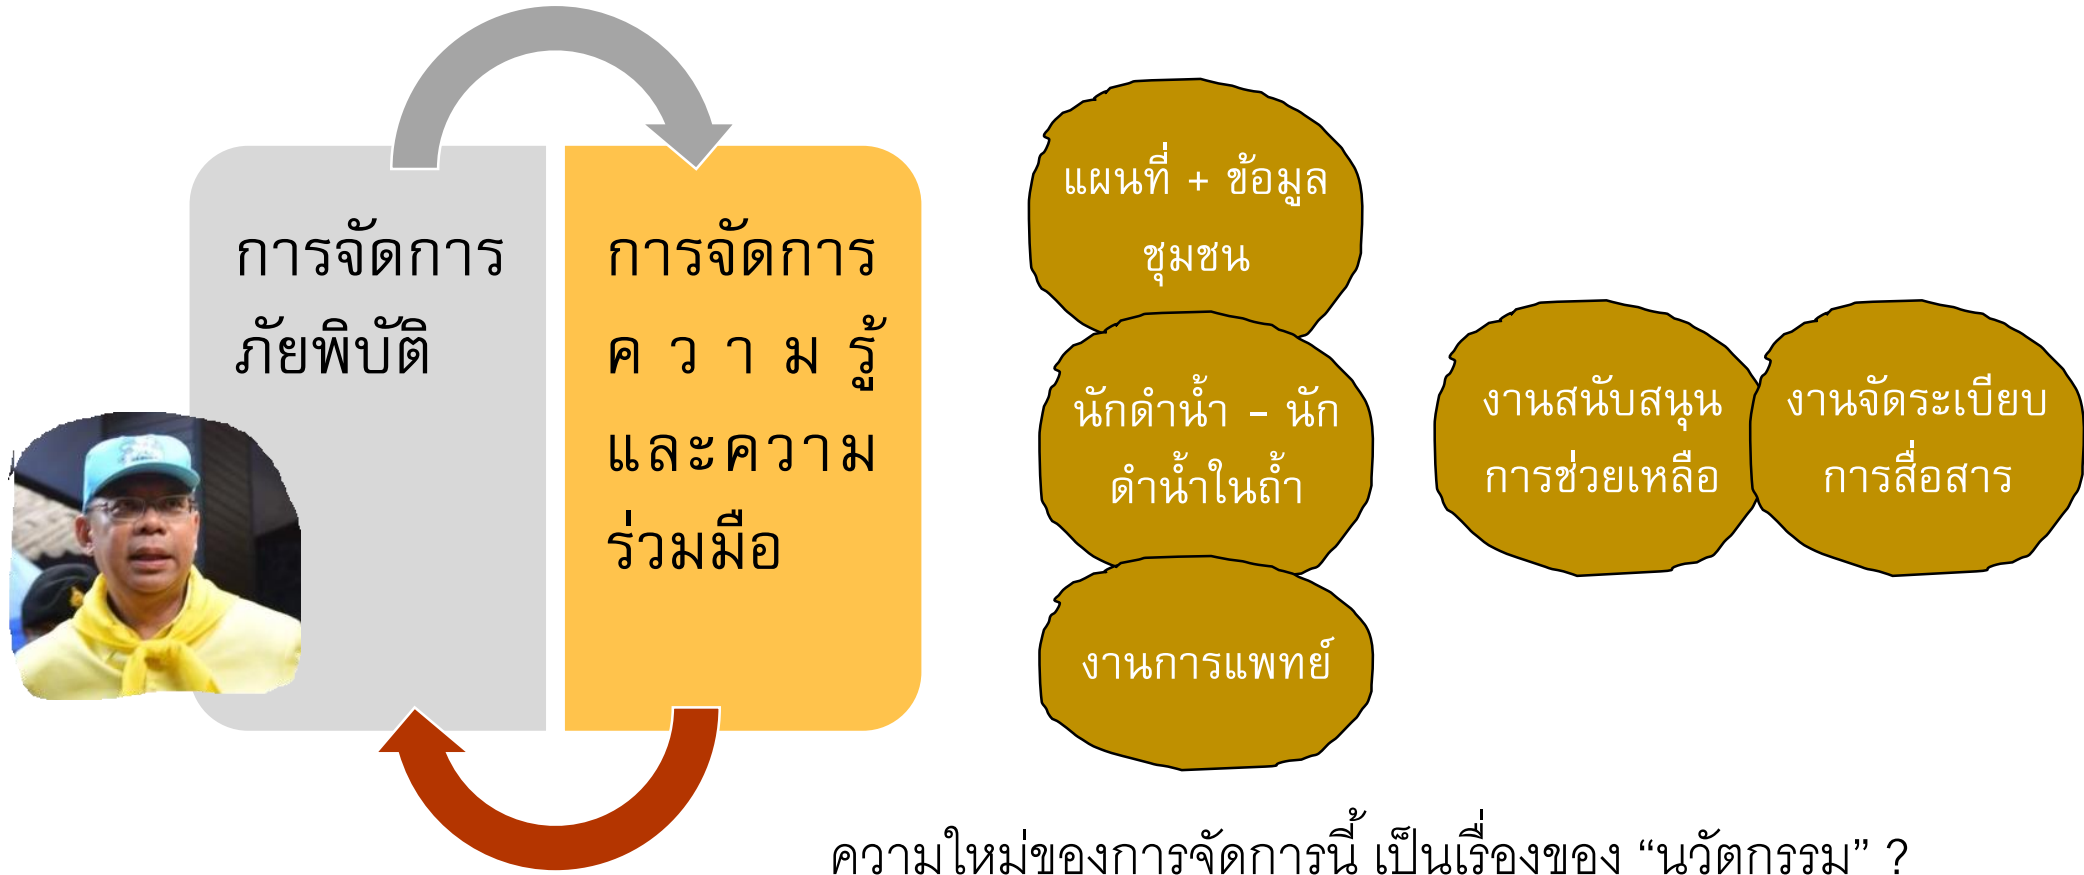 การจัดการ
ภัยพิบัติ
การจัดการ
ค ว า ม รู้
และความ
ร่วมมือ
แผนที่ + ข้อมูล
ชุมชน
นักดำน้ำ – นัก
ดำน้ำในถ้ำ
งานการแพทย์
งานสนับสนุน
การช่วยเหลือ
งานจัดระเบียบ
การสื่อสาร
ความใหม่ของการจัดการนี้ เป็นเรื่องของ “นวัตกรรม” ?